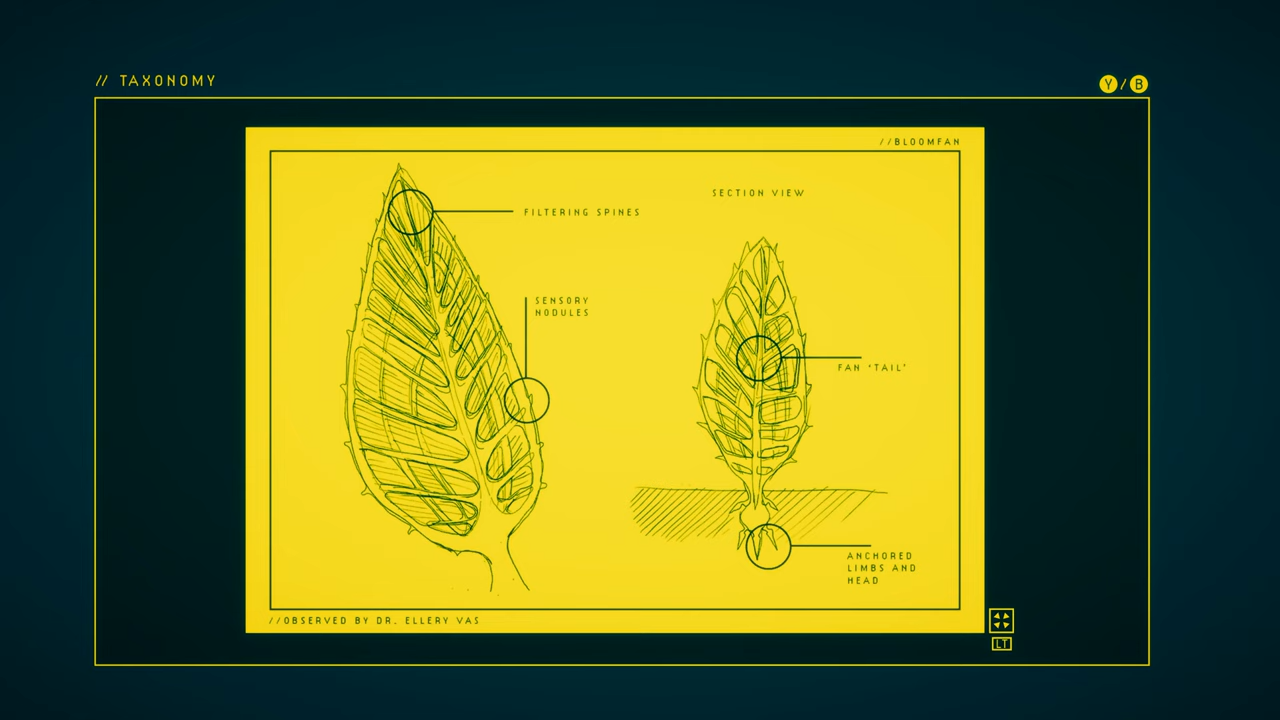 // TAXONOMY
Y / B
//BLOOMFAN
SECTION VIEW
FILTERING SPINES
SENSORY
NODULES
FAN 'TAIL'
ANCHORED
LIMBS AND
HEAD
//OBSERVED BY DR. ELLERY VAS
LT